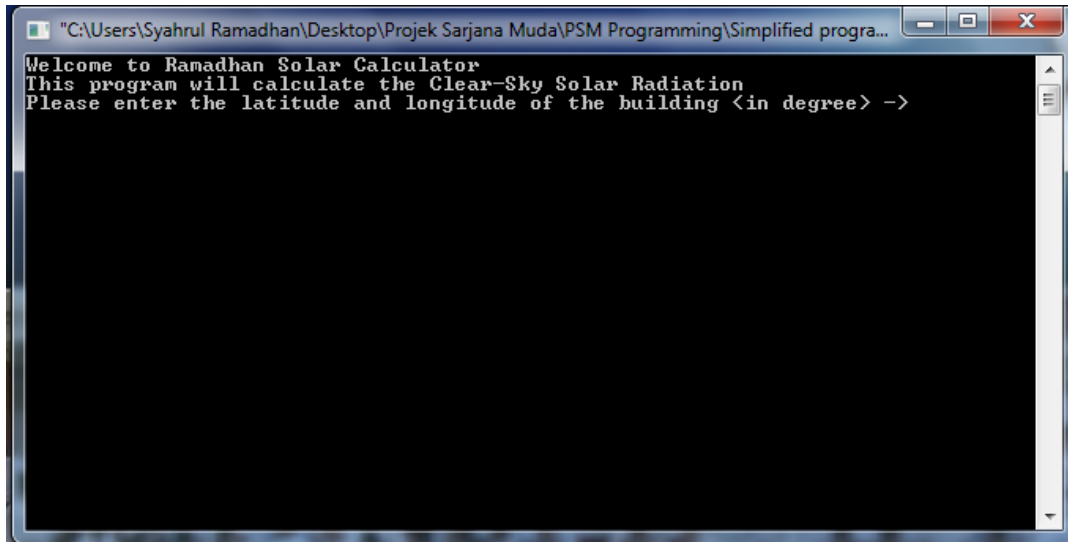 "C:\Users\Syahrul Ramadhan\Desktop\Projek Sarjana Muda\PSM Programming\Simplified progra...
Welcome to Ramadhan Solar Calculator
This program will calculate the Clear-Sky Solar Radiation
Please enter the latitude and longitude of the building <in degree> ->